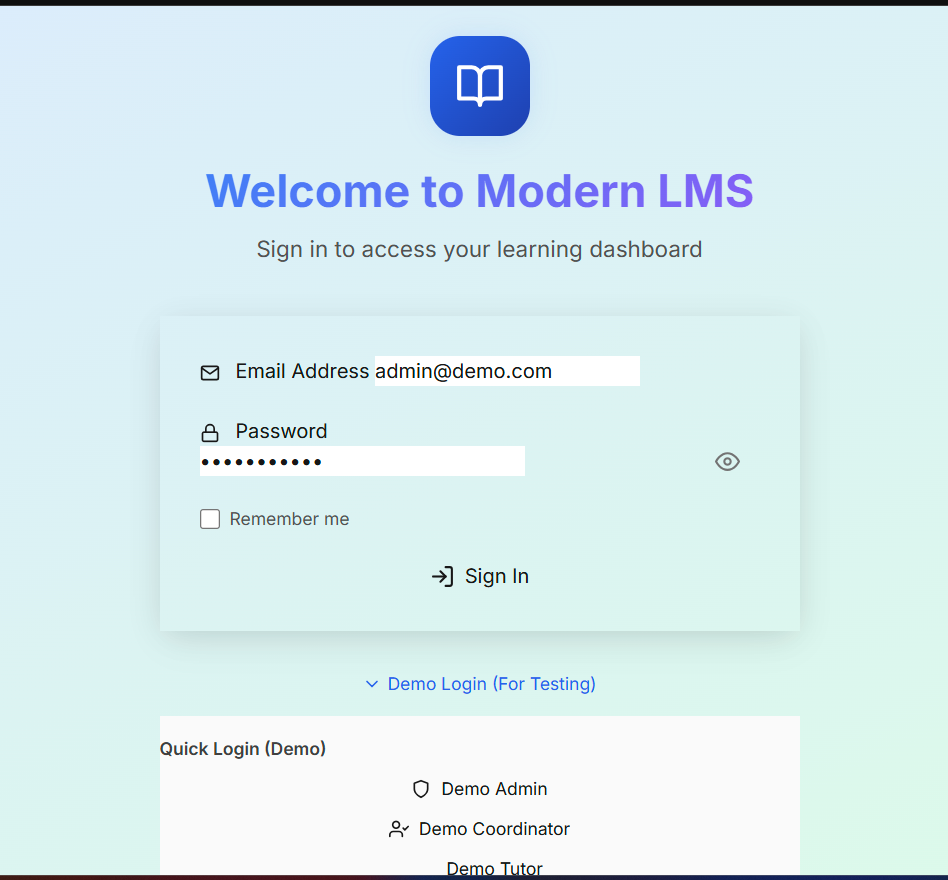 Welcome to Modern LMS
Sign in to access your learning dashboard
Email Address admin@demo.com
Password
•••••••••••
Remember me
Sign In
Demo Login (For Testing)
Quick Login (Demo)
Demo Admin
Demo Coordinator
Demo Tutor